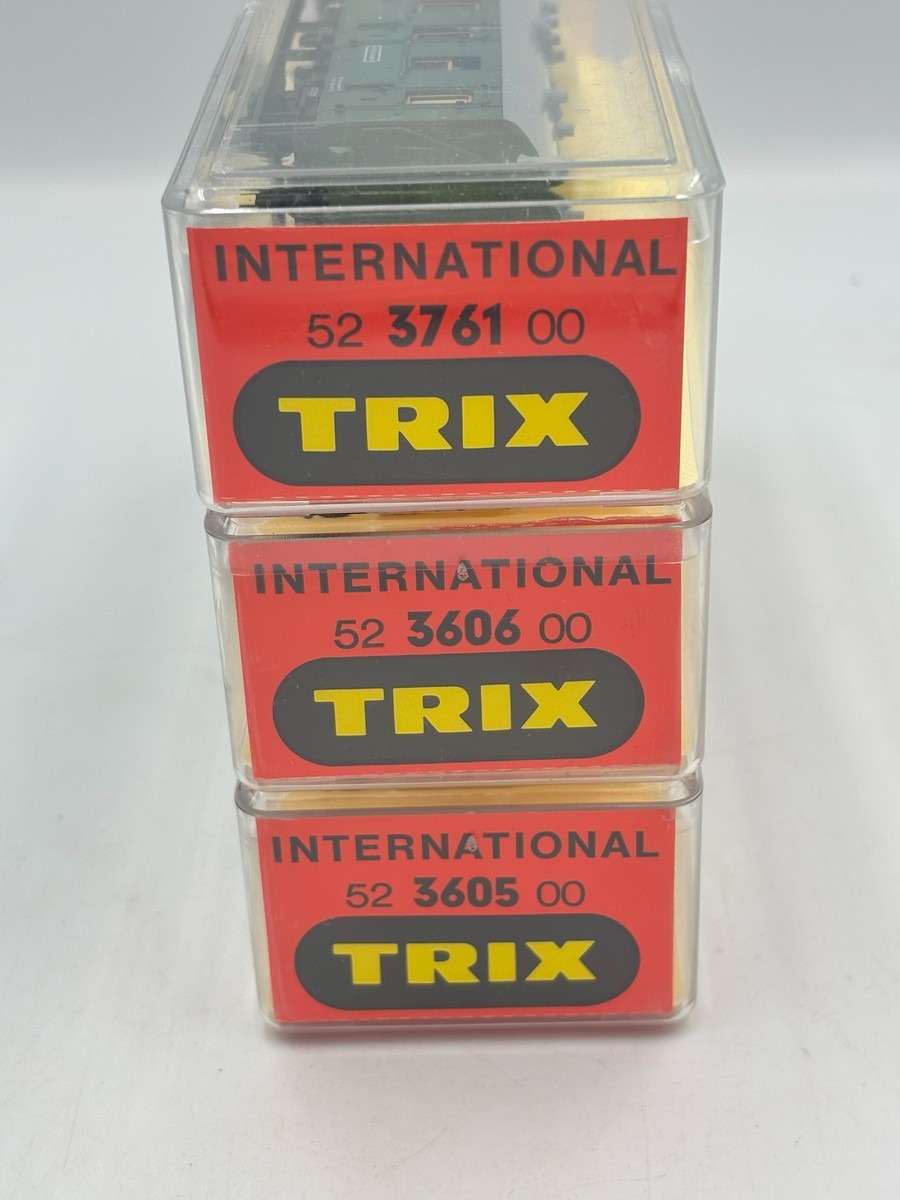 INTERNATIONAL
52 3761 00
TRIX
INTERNATIONAL
52 3606 00
TRIX
INTERNATIONAL
52 3605 00
TRIX